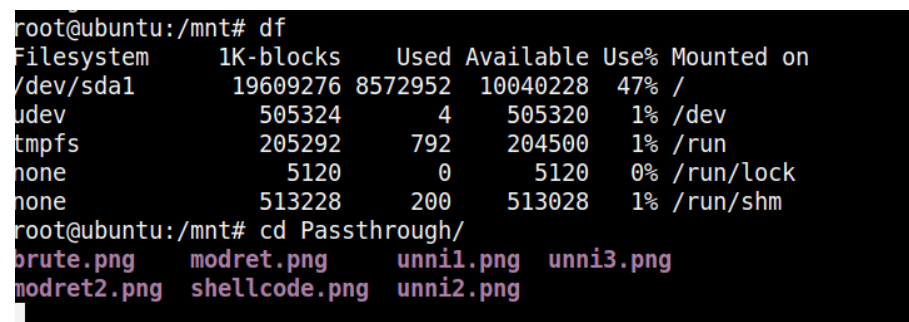 root@ubuntu:/mnt# df
Filesystem 1K-blocks Used Available Use% Mounted on
/dev/sda1 19609276 8572952 10040228 47% /
udev 505324 4 505320 1% /dev
tmpfs 205292 792 204500 1% /run
none 5120 0 5120 0% /run/lock
none 513228 200 513028 1% /run/shm
root@ubuntu:/mnt# cd Passthrough/
brute.png modret.png unni1.png unni3.png
modret2.png shellcode.png unni2.png